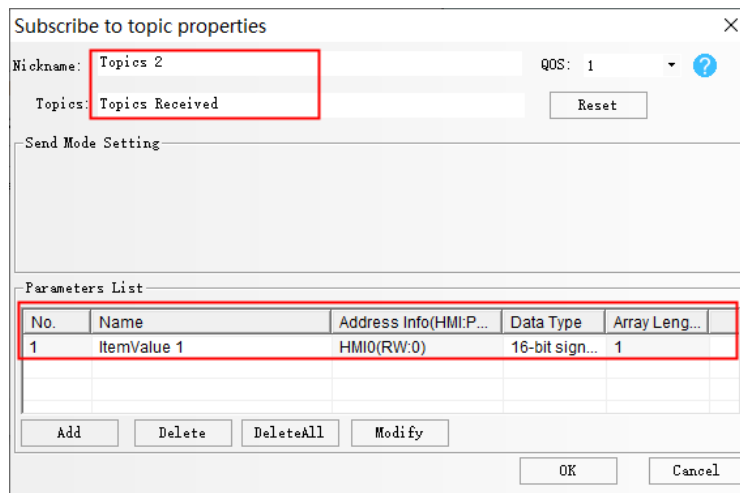 Subscribe to topic properties
Nickname: Topics 2 QOS: 1 ?
Topics: Topics Received Reset
Send Mode Setting
Parameters List
No. Name Address Info(HMI:P... Data Type Array Leng...
1 ItemValue 1 HMI0(RW:0) 16-bit sign... 1
Add Delete DeleteAll Modify
OK Cancel